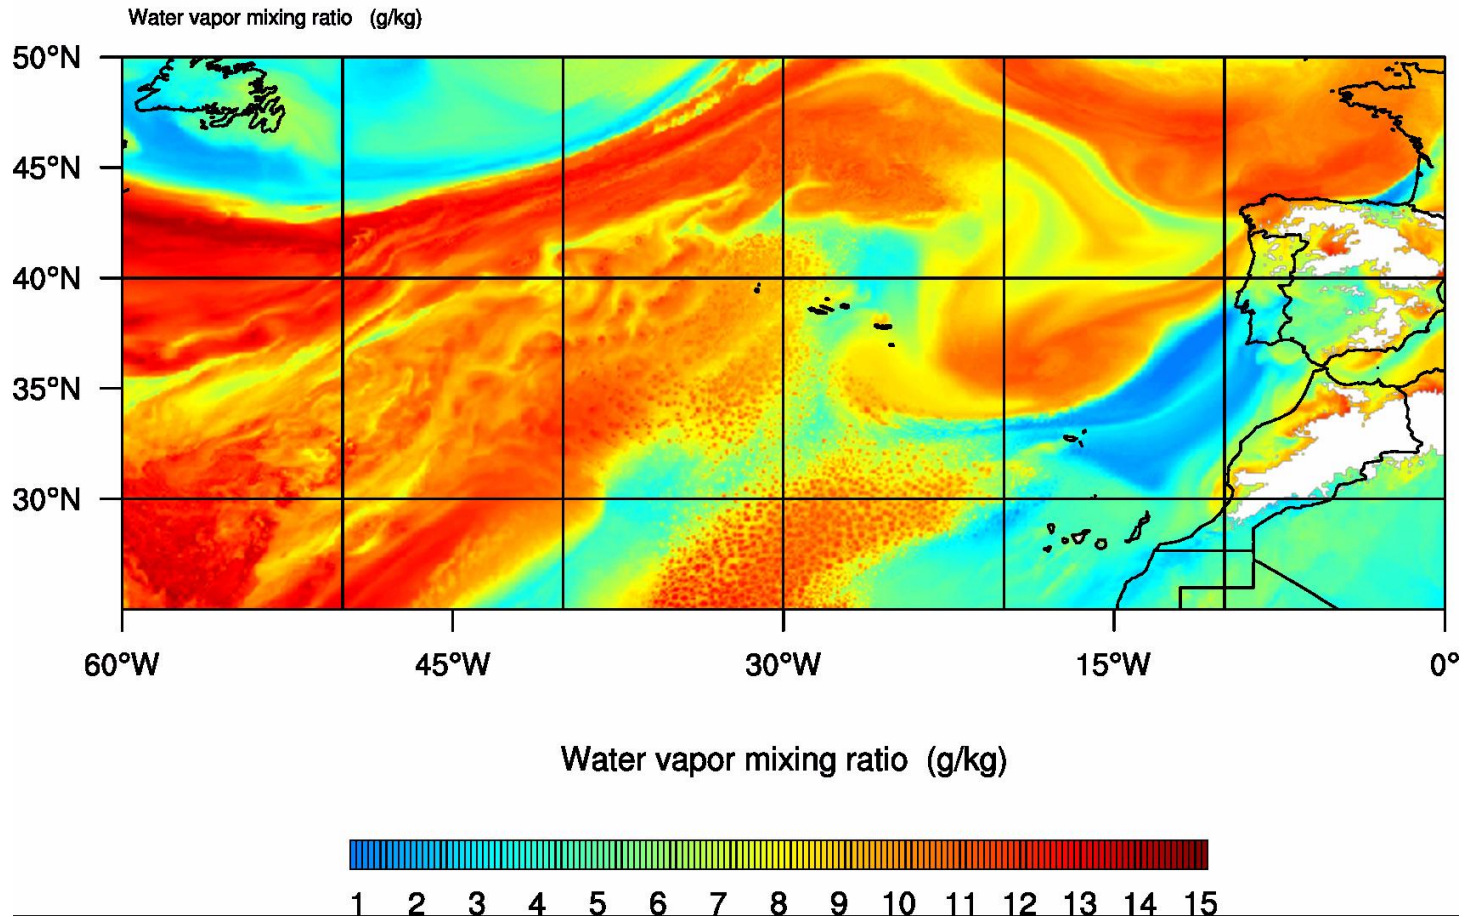 Water vapor mixing ratio (g/kg)
50°N
45°N
40°N
35°N
30°N
60°W 45°W 30°W 15°W 0°
Water vapor mixing ratio (g/kg)
1 2 3 4 5 6 7 8 9 10 11 12 13 14 15